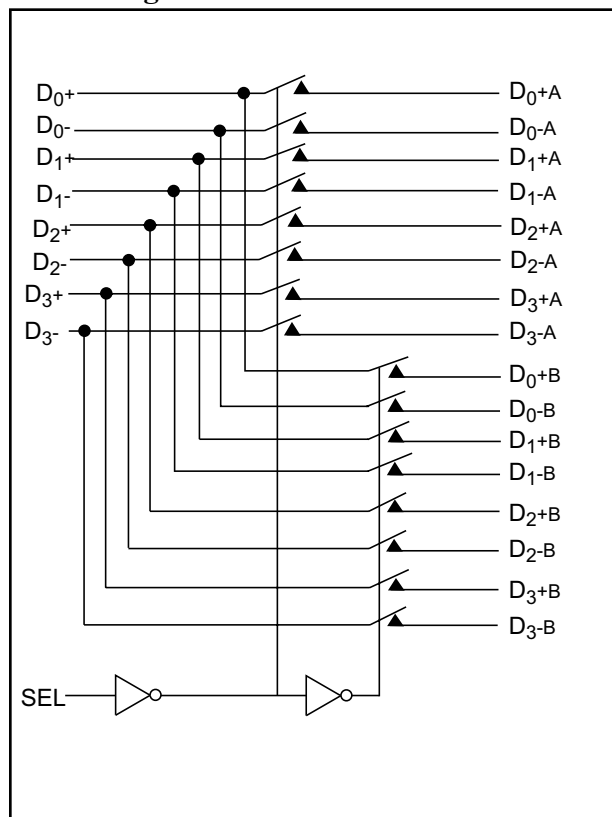 D0+ D0+A
D0- D0-A
D1+ D1+A
D1- D1-A
D2+ D2+A
D2- D2-A
D3+ D3+A
D3- D3-A
D0+B
D0-B
D1+B
D1-B
D2+B
D2-B
D3+B
D3-B
SEL